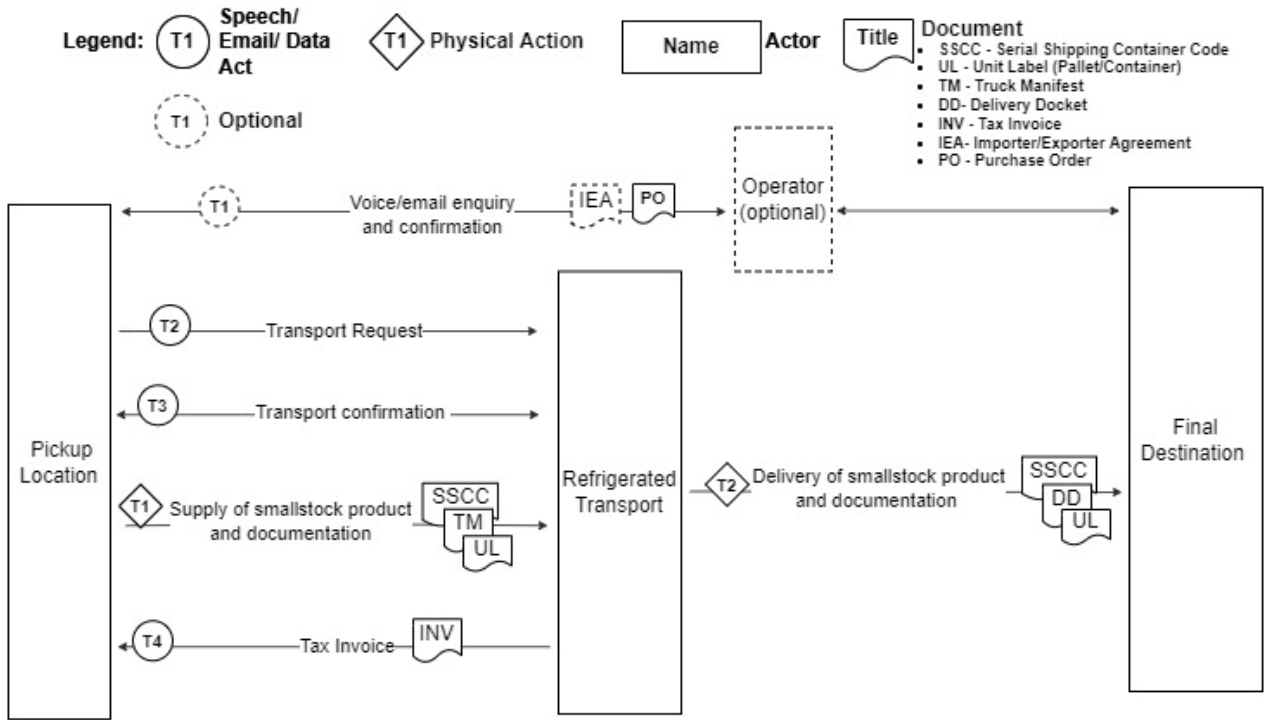 Legend:
T1
Speech/
Email/ Data
Act
T1
Physical Action
Name
Actor
Title
Document
• SSCC - Serial Shipping Container Code
• UL - Unit Label (Pallet/Container)
• TM - Truck Manifest
• DD- Delivery Docket
• INV - Tax Invoice
• IEA- Importer/Exporter Agreement
• PO - Purchase Order
T1
Optional
T1
Voice/email enquiry
and confirmation
IEA
PO
Operator
(optional)
T2
Transport Request
T3
Transport confirmation
Pickup
Location
T1
Supply of smallstock product
and documentation
SSCC
TM
UL
Refrigerated
Transport
T2
Delivery of smallstock product
and documentation
SSCC
DD
UL
Final
Destination
T4
Tax Invoice
INV